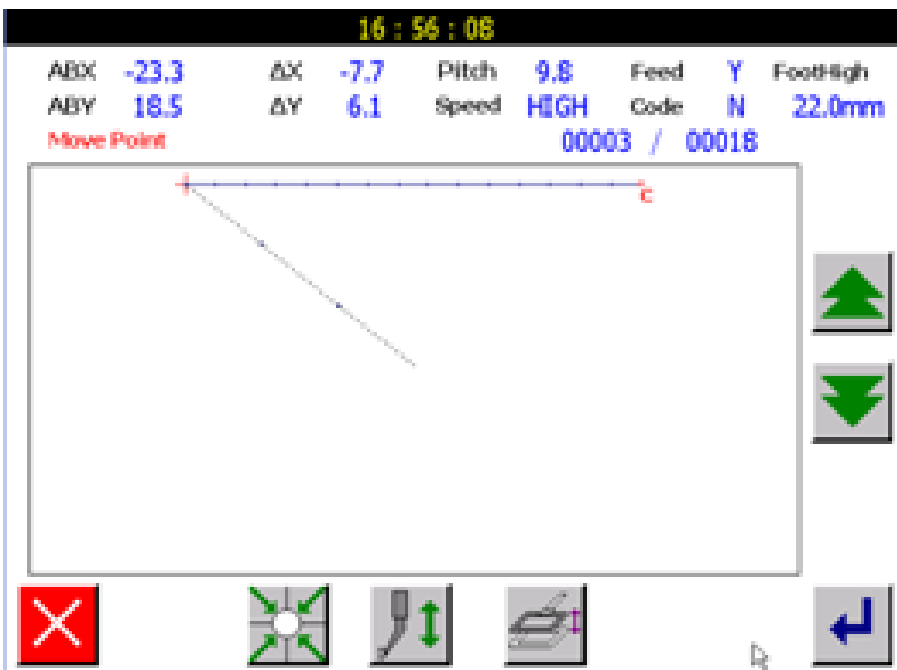 16 : 56 : 08
ABX -23.3 ΔX -7.7 Pitch 9.8 Feed Y FootHigh
ABY 18.5 ΔY 6.1 Speed HIGH Code N 22.0mm
Move Point 00003 / 00018
E